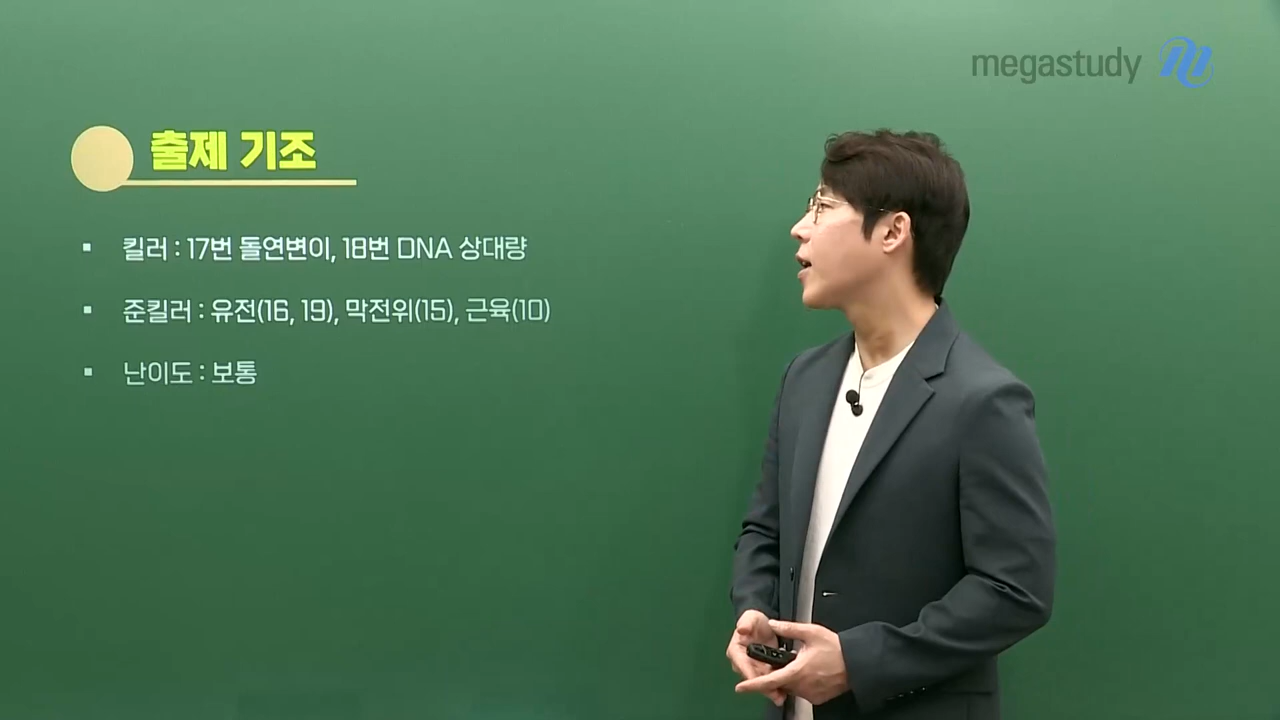 megastudy
출제 기조
▪ 킬러 : 17번 돌연변이, 18번 DNA 상대량
▪ 준킬러 : 유전(16, 19), 막전위(15), 근육(10)
▪ 난이도 : 보통